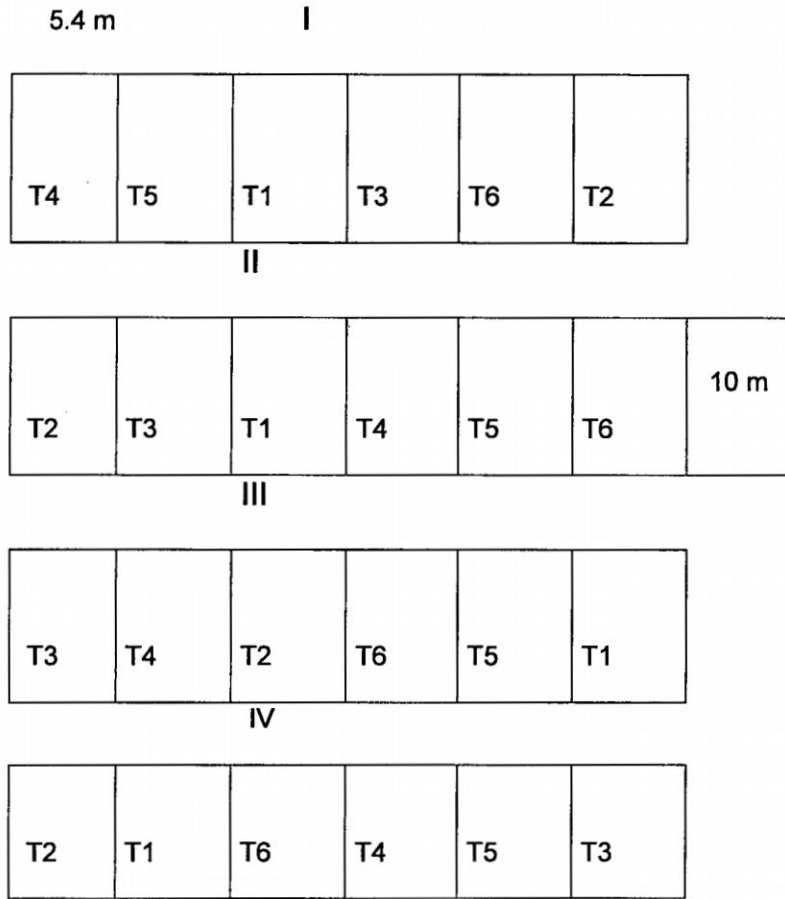 5.4 m I
T4 T5 T1 T3 T6 T2
II
10 m
T2 T3 T1 T4 T5 T6
III
T3 T4 T2 T6 T5 T1
IV
T2 T1 T6 T4 T5 T3